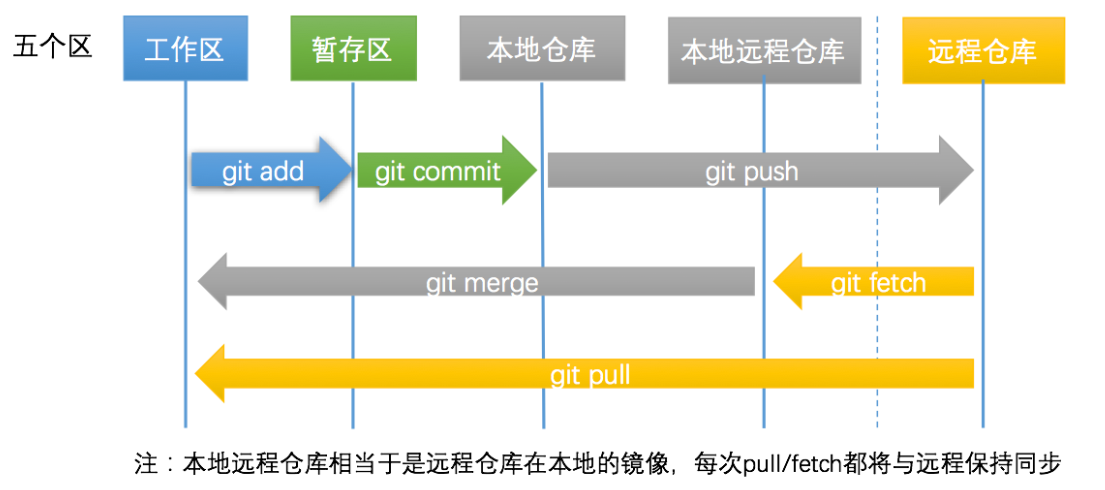 五个区 工作区 暂存区 本地仓库 本地远程仓库 远程仓库
git add git commit git push
git merge git fetch
git pull
注：本地远程仓库相当于是远程仓库在本地的镜像，每次pull/fetch都将与远程保持同步